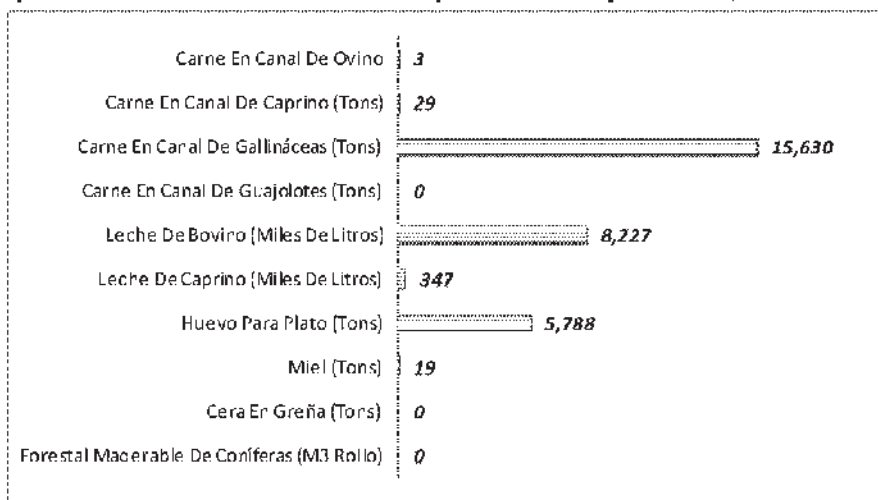 Carne En Canal De Ovino 3
Carne En Canal De Caprino (Tons) 29
Carne En Canal De Gallináceas (Tons) 15,630
Carne En Canal De Guajolotes (Tons) 0
Leche De Bovino (Miles De Litros) 8,227
Leche De Caprino (Miles De Litros) 347
Huevo Para Plato (Tons) 5,788
Miel (Tons) 19
Cera En Greña (Tons) 0
Forestal Maderable De Coníferas (M3 Rollo) 0